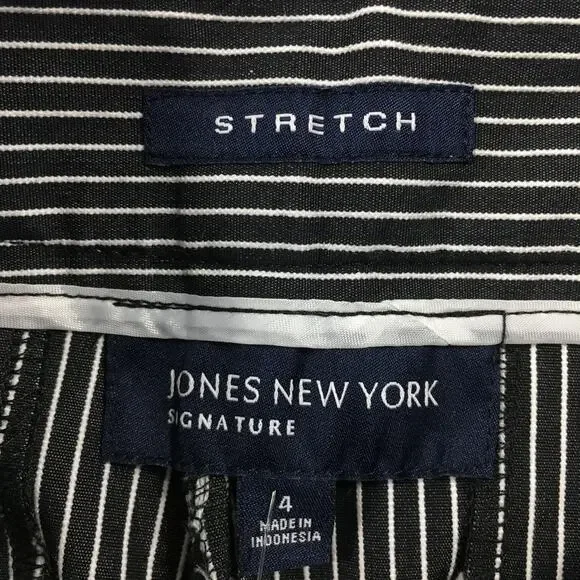 STRETCH
JONES NEW YORK
SIGNATURE
4
MADE IN
INDONESIA